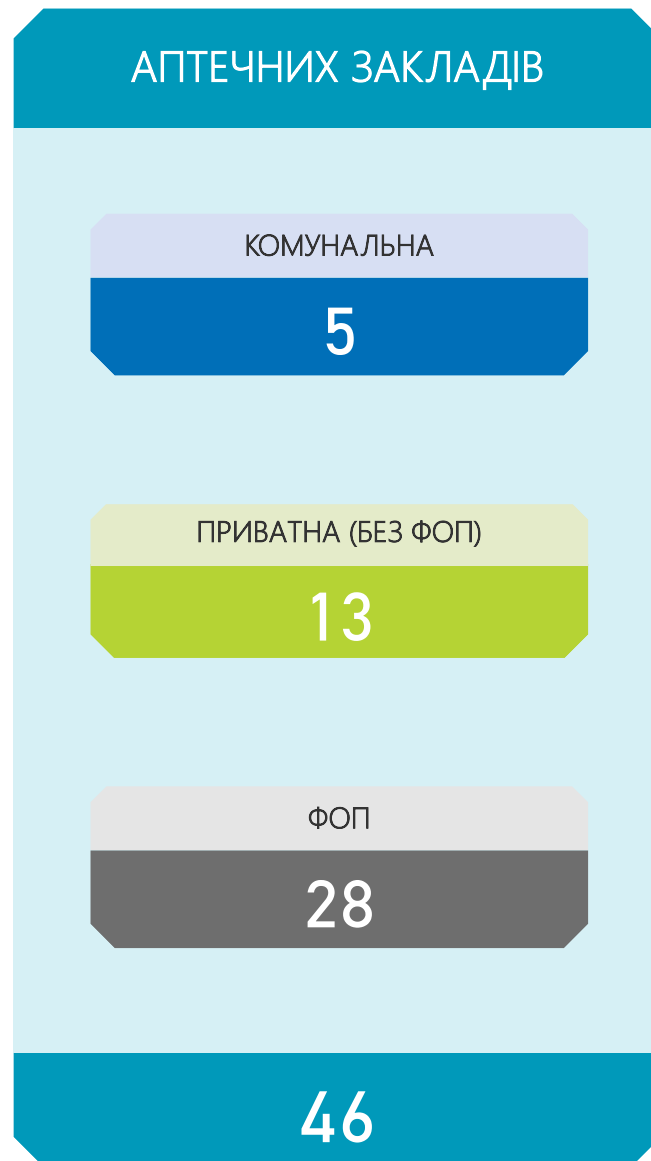 АПТЕЧНИХ ЗАКЛАДІВ
КОМУНАЛЬНА
5
ПРИВАТНА (БЕЗ ФОП)
13
ФОП
28
46